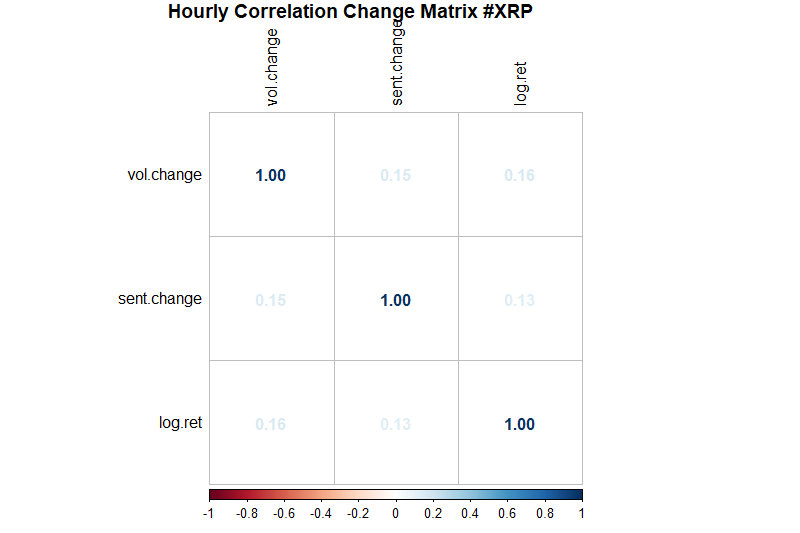 Hourly Correlation Change Matrix #XRP
vol.change sent.change log.ret
vol.change 1.00 0.15 0.16
sent.change 0.15 1.00 0.13
log.ret 0.16 0.13 1.00
-1 -0.8 -0.6 -0.4 -0.2 0 0.2 0.4 0.6 0.8 1